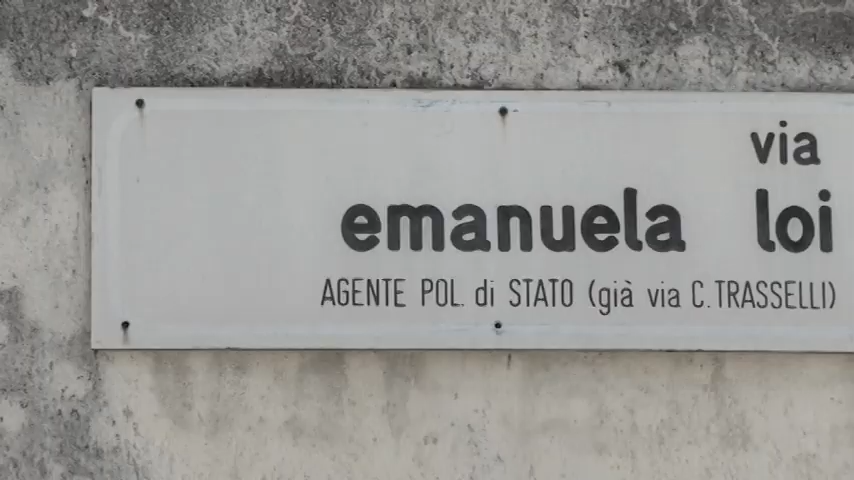 via
emanuela loi
AGENTE POL. di STATO (già via C. TRASSELLI)